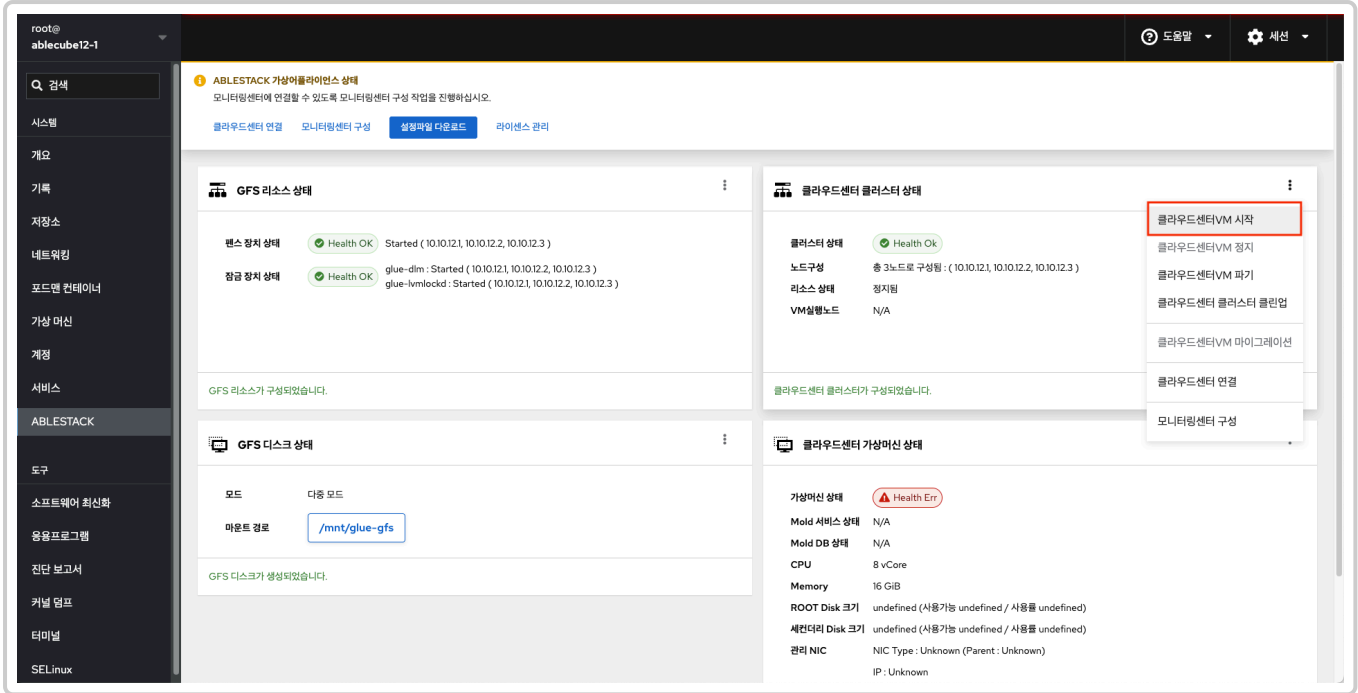 root@
ablecube12-1
도움말
세션
검색
시스템
개요
기록
저장소
네트워킹
포드맨 컨테이너
가상 머신
계정
서비스
ABLESTACK
도구
소프트웨어 최신화
응용프로그램
진단 보고서
커널 덤프
터미널
SELinux
ABLESTACK 가상어플라이언스 상태
모니터링센터에 연결할 수 있도록 모니터링센터 구성 작업을 진행하십시오.
클라우드센터 연결 모니터링센터 구성 설정파일 다운로드 라이센스 관리
GFS 리소스 상태
펜스 장치 상태 Health OK Started ( 10.10.12.1, 10.10.12.2, 10.10.12.3 )
잠금 장치 상태 Health OK glue-dlm : Started ( 10.10.12.1, 10.10.12.2, 10.10.12.3 )
glue-lvmlockd : Started ( 10.10.12.1, 10.10.12.2, 10.10.12.3 )
GFS 리소스가 구성되었습니다.
클라우드센터 클러스터 상태
클러스터 상태 Health Ok
노드구성 총 3노드로 구성됨 : ( 10.10.12.1, 10.10.12.2, 10.10.12.3 )
리소스 상태 정지됨
VM실행노드 N/A
클라우드센터 클러스터가 구성되었습니다.
클라우드센터VM 시작
클라우드센터VM 정지
클라우드센터VM 파기
클라우드센터 클러스터 클린업
클라우드센터VM 마이그레이션
클라우드센터 연결
모니터링센터 구성
GFS 디스크 상태
모드 다중 모드
마운트 경로 /mnt/glue-gfs
GFS 디스크가 생성되었습니다.
클라우드센터 가상머신 상태
가상머신 상태 Health Err
Mold 서비스 상태 N/A
Mold DB 상태 N/A
CPU 8 vCore
Memory 16 GiB
ROOT Disk 크기 undefined (사용가능 undefined / 사용률 undefined)
세컨더리 Disk 크기 undefined (사용가능 undefined / 사용률 undefined)
관리 NIC NIC Type : Unknown (Parent : Unknown)
IP : Unknown